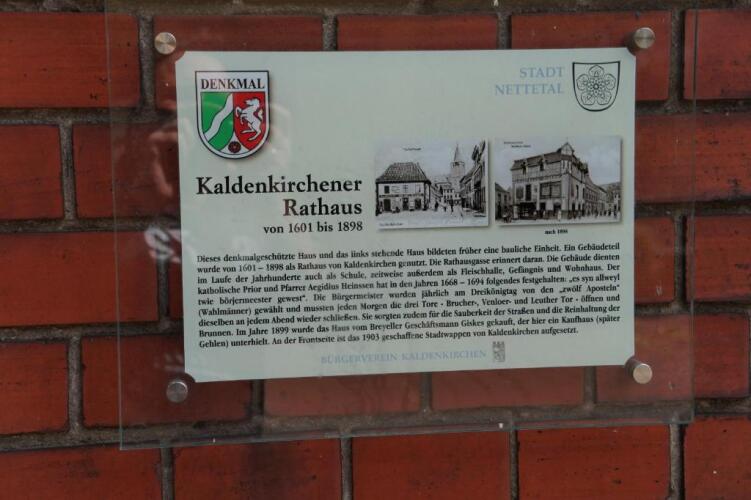 DENKMAL
STADT
NETTETAL
Kaldenkirchener
Rathaus
von 1601 bis 1898
nach 1898
Dieses denkmalgeschützte Haus und das links stehende Haus bildeten früher eine bauliche Einheit. Ein Gebäudeteil
wurde von 1601 – 1898 als Rathaus von Kaldenkirchen genutzt. Die Rathausgasse erinnert daran. Die Gebäude dienten
im Laufe der Jahrhunderte auch als Schule, zeitweise außerdem als Fleischhalle, Gefängnis und Wohnhaus. Der
katholische Prior und Pfarrer Aegidius Heinssen hat in den Jahren 1668 – 1694 folgendes festgehalten: „es syn allweyl
twie börjermeester gewest". Die Bürgermeister wurden jährlich am Dreikönigtag von den „zwölf Aposteln"
(Wahlmänner) gewählt und mussten jeden Morgen die drei Tore - Brucher-, Venloer- und Leuther Tor - öffnen und
dieselben an jedem Abend wieder schließen. Sie sorgten zudem für die Sauberkeit der Straßen und die Reinhaltung der
Brunnen. Im Jahre 1899 wurde das Haus vom Breyeller Geschäftsmann Giskes gekauft, der hier ein Kaufhaus (später
Gehlen) unterhielt. An der Frontseite ist das 1903 geschaffene Stadtwappen von Kaldenkirchen aufgesetzt.
BÜRGERVEREIN KALDENKIRCHEN